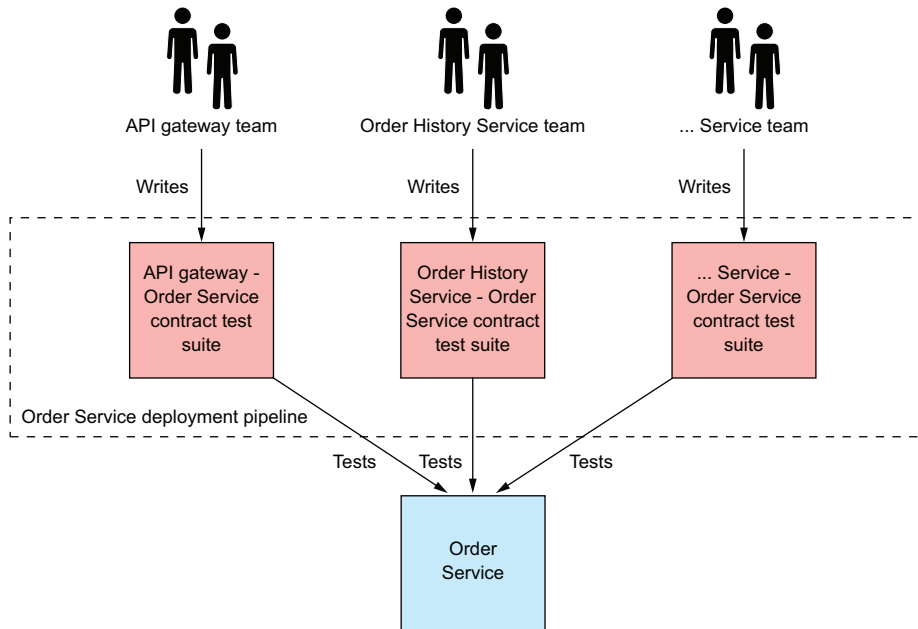 API gateway team
Order History Service team
... Service team
Writes
Writes
Writes
API gateway -
Order Service
contract test
suite
Order History
Service - Order
Service contract
test suite
... Service -
Order Service
contract test
suite
Order Service deployment pipeline
Tests
Tests
Tests
Order
Service